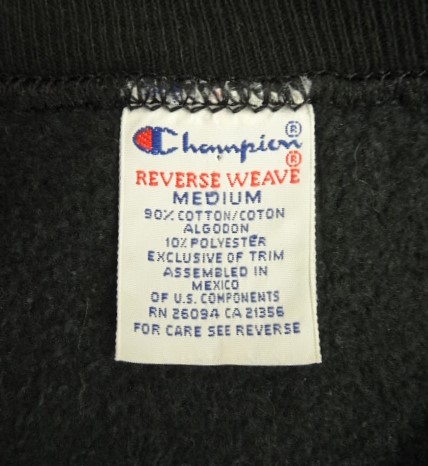 Champion®
®
REVERSE WEAVE
MEDIUM
90% COTTON/COTON
ALGODON
10% POLYESTER
EXCLUSIVE OF TRIM
ASSEMBLED IN
MEXICO
OF U.S. COMPONENTS
RN 26094 CA 21356
FOR CARE SEE REVERSE